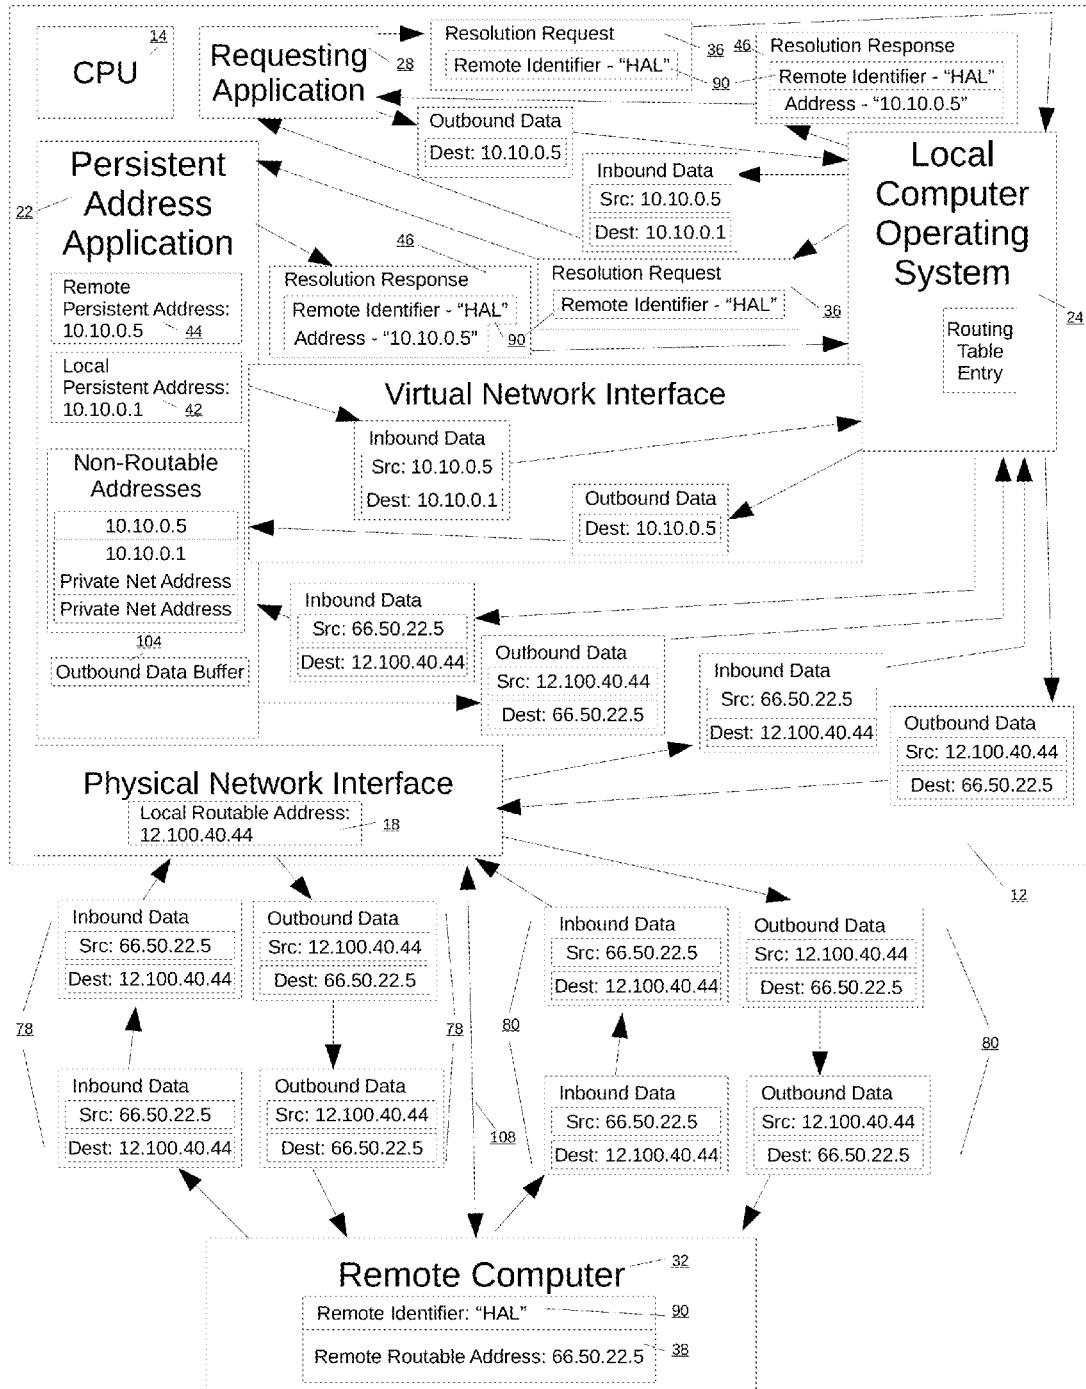 14
CPU
Requesting
Application
28
Resolution Request
Remote Identifier - “HAL”
36
46
90
Resolution Response
Remote Identifier - “HAL”
Address - “10.10.0.5”
Outbound Data
Dest: 10.10.0.5
Inbound Data
Src: 10.10.0.5
Dest: 10.10.0.1
Local
Computer
Operating
System
24
Routing
Table
Entry
22
Persistent
Address
Application
Remote
Persistent Address:
10.10.0.5
44
Local
Persistent Address:
10.10.0.1
42
46
Resolution Response
Remote Identifier - “HAL”
Address - “10.10.0.5”
90
Resolution Request
Remote Identifier - “HAL”
36
Virtual Network Interface
Inbound Data
Src: 10.10.0.5
Dest: 10.10.0.1
Outbound Data
Dest: 10.10.0.5
Non-Routable
Addresses
10.10.0.5
10.10.0.1
Private Net Address
Private Net Address
104
Outbound Data Buffer
Inbound Data
Src: 66.50.22.5
Dest: 12.100.40.44
Outbound Data
Src: 12.100.40.44
Dest: 66.50.22.5
Inbound Data
Src: 66.50.22.5
Dest: 12.100.40.44
Outbound Data
Src: 12.100.40.44
Dest: 66.50.22.5
Physical Network Interface
Local Routable Address:
12.100.40.44
18
12
Inbound Data
Src: 66.50.22.5
Dest: 12.100.40.44
Outbound Data
Src: 12.100.40.44
Dest: 66.50.22.5
Inbound Data
Src: 66.50.22.5
Dest: 12.100.40.44
Outbound Data
Src: 12.100.40.44
Dest: 66.50.22.5
78
78
80
80
Inbound Data
Src: 66.50.22.5
Dest: 12.100.40.44
Outbound Data
Src: 12.100.40.44
Dest: 66.50.22.5
108
Inbound Data
Src: 66.50.22.5
Dest: 12.100.40.44
Outbound Data
Src: 12.100.40.44
Dest: 66.50.22.5
Remote Computer
32
Remote Identifier: “HAL”
90
Remote Routable Address: 66.50.22.5
38